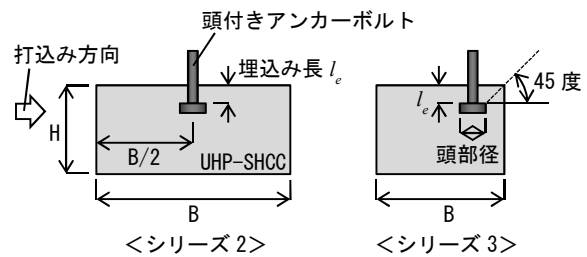 頭付きアンカーボルト
打込み方向
埋込み長 le
H
B/2
UHP-SHCC
B
<シリーズ2>
45 度
le
頭部径
B
<シリーズ3>